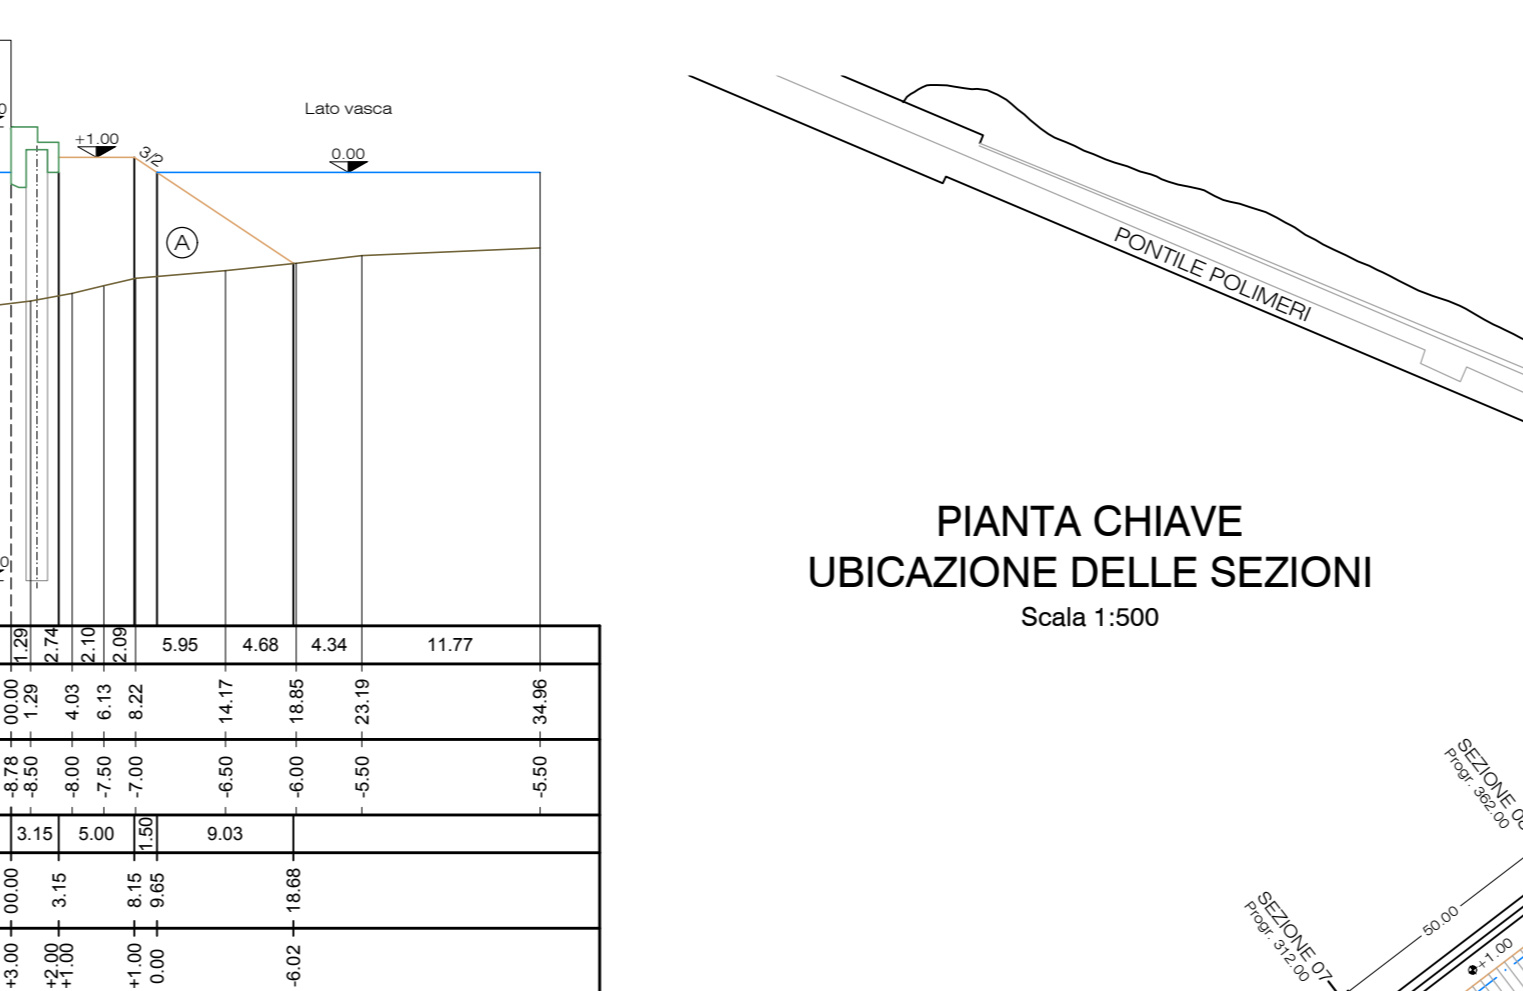 Lato vasca
+1.00
3/2
0.00
A
PONTILE POLIMERI
PIANTA CHIAVE
UBICAZIONE DELLE SEZIONI
Scala 1:500
1.29 2.74 2.10 2.09 5.95 4.68 4.34 11.77
00.00 1.29 4.03 6.13 8.22 14.17 18.85 23.19 34.96
-8.78 -8.50 -8.00 -7.50 -7.00 -6.50 -6.00 -5.50 -5.50
3.15 5.00 1.50 9.03
00.00 3.15 8.15 9.65 18.68
+3.00 +2.00 +1.00 +1.00 0.00 -6.02
SEZIONE
Progr. 362.00
50.00
SEZIONE 07
Progr. 312.00
+1.00